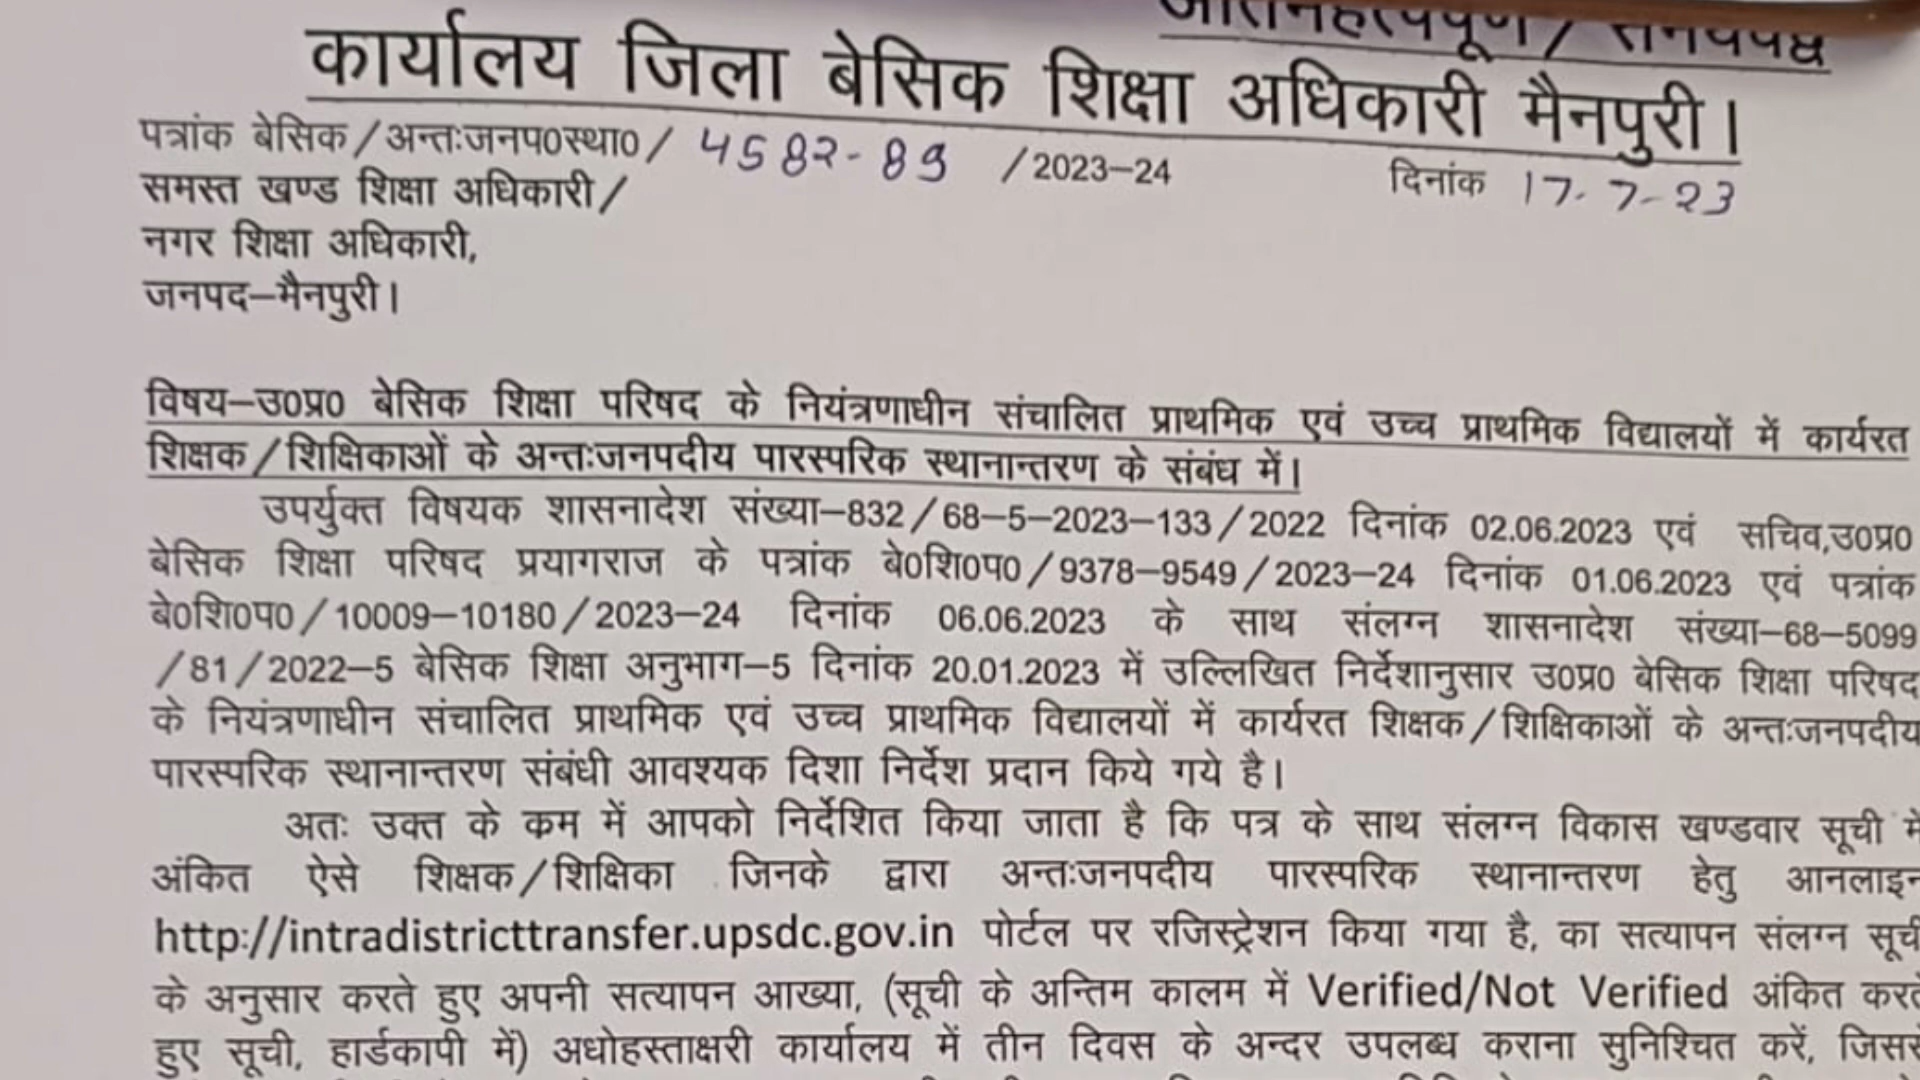 अतिमहत्वपूर्ण / समयबद्ध
कार्यालय जिला बेसिक शिक्षा अधिकारी मैनपुरी।
पत्रांक बेसिक/अन्तःजनप0स्था0/ 4582-89 /2023–24 दिनांक 17-7-23
समस्त खण्ड शिक्षा अधिकारी/
नगर शिक्षा अधिकारी,
जनपद–मैनपुरी।
विषय–उ0प्र0 बेसिक शिक्षा परिषद के नियंत्रणाधीन संचालित प्राथमिक एवं उच्च प्राथमिक विद्यालयों में कार्यरत
शिक्षक/शिक्षिकाओं के अन्तःजनपदीय पारस्परिक स्थानान्तरण के संबंध में।
उपर्युक्त विषयक शासनादेश संख्या–832/68–5–2023–133/2022 दिनांक 02.06.2023 एवं सचिव,उ0प्र0
बेसिक शिक्षा परिषद प्रयागराज के पत्रांक बे0शि0प0/9378–9549/2023–24 दिनांक 01.06.2023 एवं पत्रांक
बे0शि0प0/10009–10180/2023–24 दिनांक 06.06.2023 के साथ संलग्न शासनादेश संख्या–68–5099
/81/2022–5 बेसिक शिक्षा अनुभाग–5 दिनांक 20.01.2023 में उल्लिखित निर्देशानुसार उ0प्र0 बेसिक शिक्षा परिषद
के नियंत्रणाधीन संचालित प्राथमिक एवं उच्च प्राथमिक विद्यालयों में कार्यरत शिक्षक/शिक्षिकाओं के अन्तःजनपदीय
पारस्परिक स्थानान्तरण संबंधी आवश्यक दिशा निर्देश प्रदान किये गये है।
अतः उक्त के कम में आपको निर्देशित किया जाता है कि पत्र के साथ संलग्न विकास खण्डवार सूची में
अंकित ऐसे शिक्षक/शिक्षिका जिनके द्वारा अन्तःजनपदीय पारस्परिक स्थानान्तरण हेतु आनलाइन
http://intradistricttransfer.upsdc.gov.in पोर्टल पर रजिस्ट्रेशन किया गया है, का सत्यापन संलग्न सूची
के अनुसार करते हुए अपनी सत्यापन आख्या, (सूची के अन्तिम कालम में Verified/Not Verified अंकित करते
हुए सूची, हार्डकापी में) अधोहस्ताक्षरी कार्यालय में तीन दिवस के अन्दर उपलब्ध कराना सुनिश्चित करें, जिससे